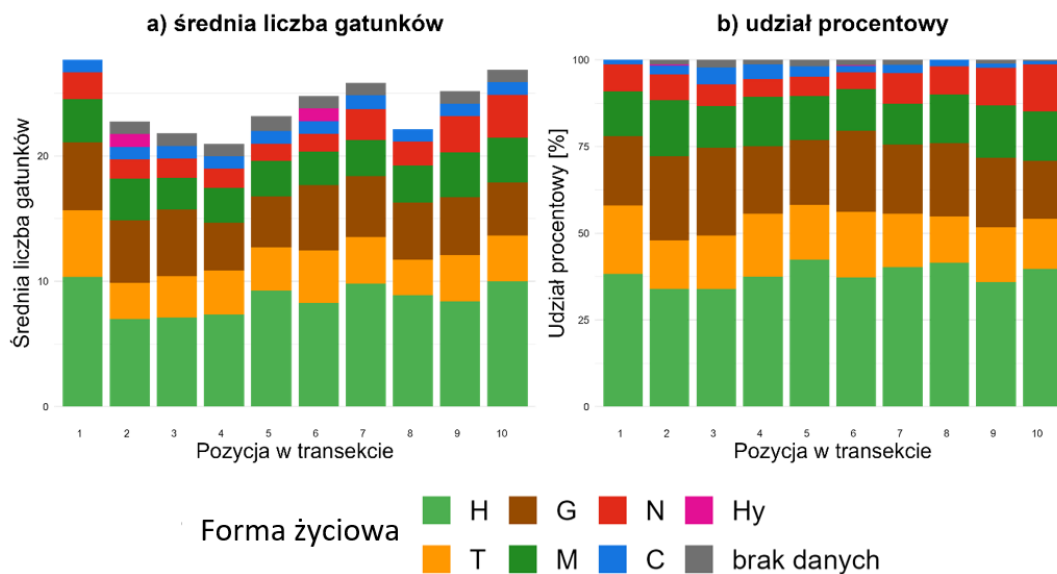 a) średnia liczba gatunków
Średnia liczba gatunków
20
10
0
1 2 3 4 5 6 7 8 9 10
Pozycja w transekcie
b) udział procentowy
Udział procentowy [%]
100
75
50
25
0
1 2 3 4 5 6 7 8 9 10
Pozycja w transekcie
Forma życiowa
H G N Hy
T M C brak danych